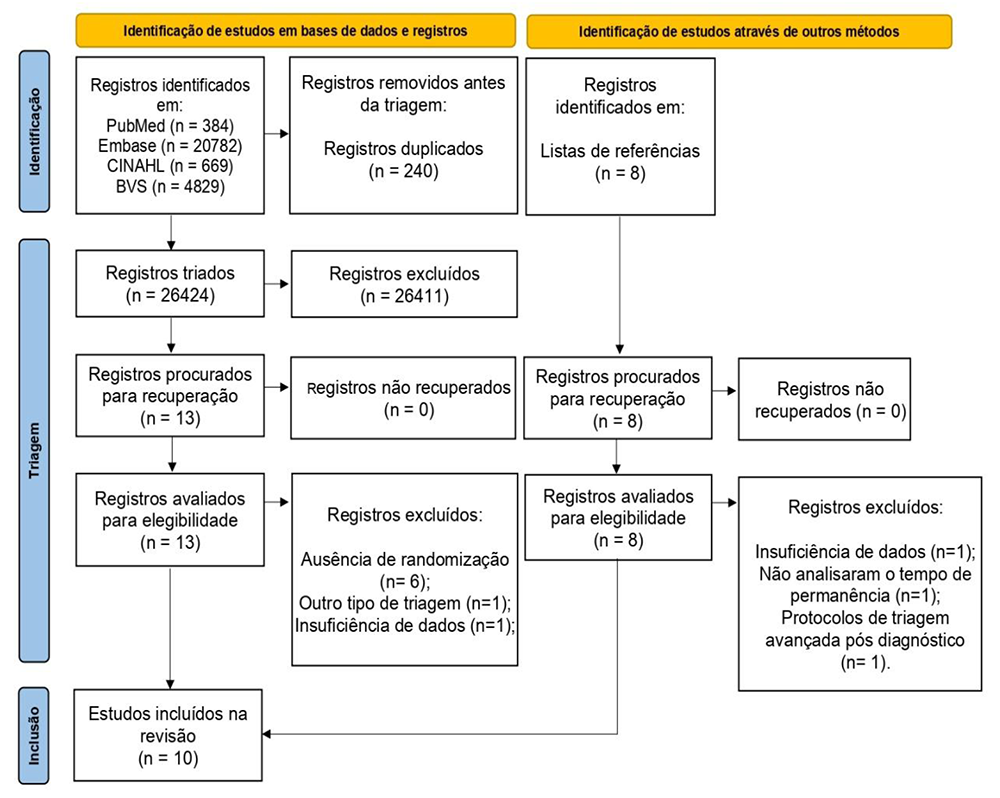 Identificação de estudos em bases de dados e registros
Identificação de estudos através de outros métodos
Identificação
Registros identificados
em:
PubMed (n = 384)
Embase (n = 20782)
CINAHL (n = 669)
BVS (n = 4829)
Registros removidos antes
da triagem:
Registros duplicados
(n = 240)
Registros
identificados em:
Listas de referências
(n = 8)
Triagem
Registros triados
(n = 26424)
Registros excluídos
(n = 26411)
Registros procurados
para recuperação
(n = 13)
Registros não recuperados
(n = 0)
Registros procurados
para recuperação
(n = 8)
Registros não
recuperados (n = 0)
Registros avaliados
para elegibilidade
(n = 13)
Registros excluídos:
Ausência de randomização
(n= 6);
Outro tipo de triagem (n=1);
Insuficiência de dados (n=1);
Registros avaliados
para elegibilidade
(n = 8)
Registros excluídos:
Insuficiência de dados (n=1);
Não analisaram o tempo de
permanência (n=1);
Protocolos de triagem
avançada pós diagnóstico
(n= 1).
Inclusão
Estudos incluídos na
revisão
(n = 10)